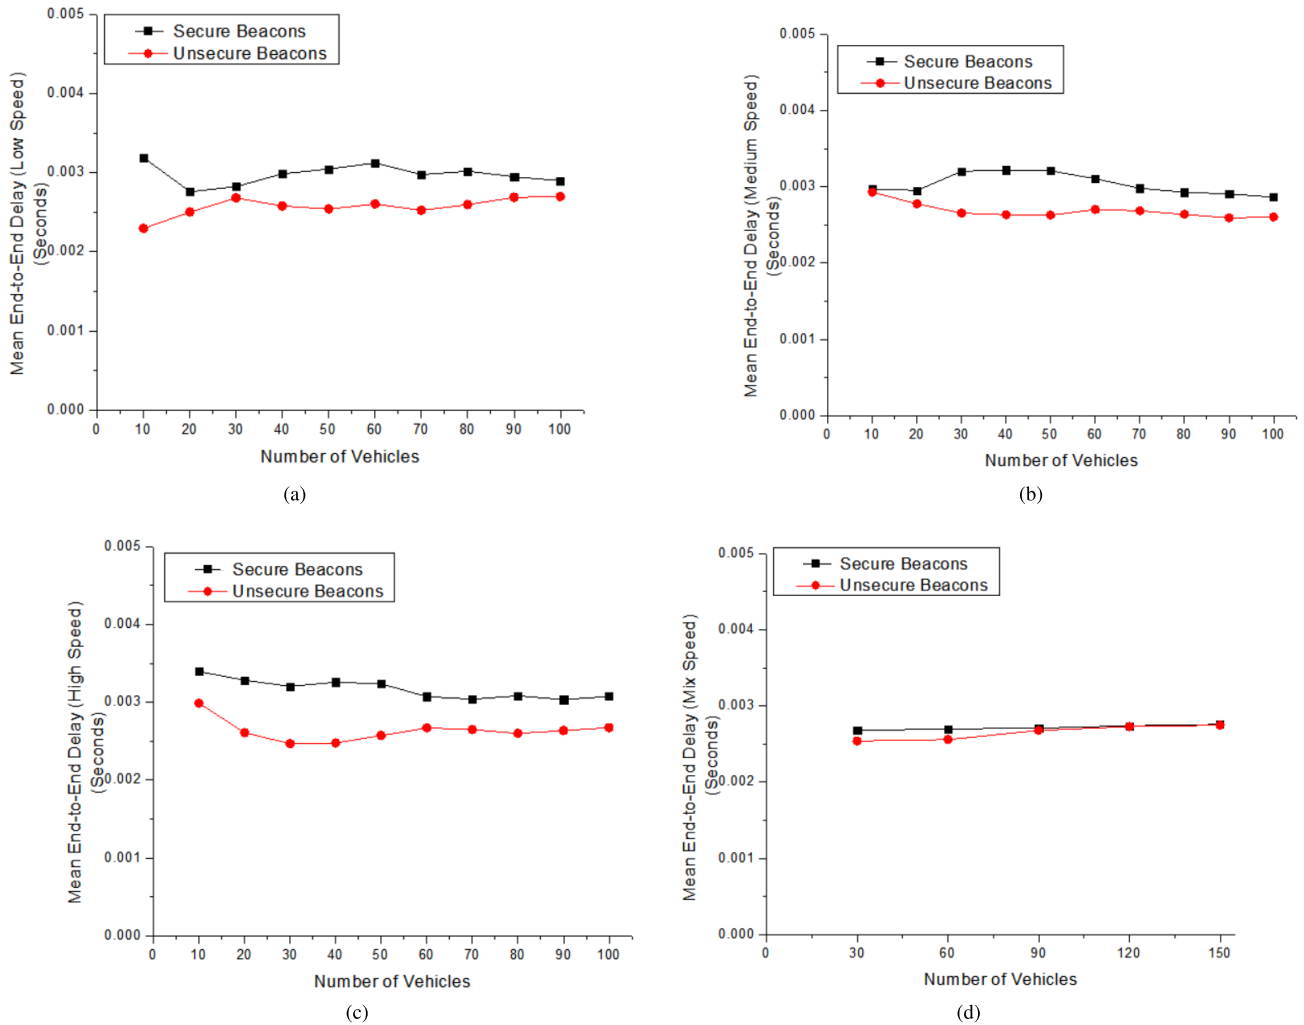 0.005
Secure Beacons
Unsecure Beacons
0.004
0.003
0.002
0.001
0.000
Mean End-to-End Delay (Low Speed)
(Seconds)
0 10 20 30 40 50 60 70 80 90 100
Number of Vehicles
(a)
0.005
Secure Beacons
Unsecure Beacons
0.004
0.003
0.002
0.001
0.000
Mean End-to-End Delay (Medium Speed)
(Seconds)
0 10 20 30 40 50 60 70 80 90 100
Number of Vehicles
(b)
0.005
Secure Beacons
Unsecure Beacons
0.004
0.003
0.002
0.001
0.000
Mean End-to-End Delay (High Speed)
(Seconds)
0 10 20 30 40 50 60 70 80 90 100
Number of Vehicles
(c)
0.005
Secure Beacons
Unsecure Beacons
0.004
0.003
0.002
0.001
0.000
Mean End-to-End Delay (Mix Speed)
(Seconds)
0 30 60 90 120 150
Number of Vehicles
(d)